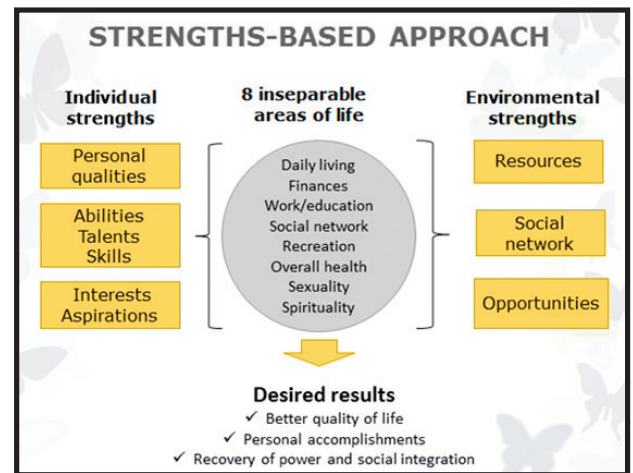 STRENGTHS-BASED APPROACH
Individual
strengths
Personal
qualities
Abilities
Talents
Skills
Interests
Aspirations
8 inseparable
areas of life
Daily living
Finances
Work/education
Social network
Recreation
Overall health
Sexuality
Spirituality
Environmental
strengths
Resources
Social
network
Opportunities
Desired results
✓ Better quality of life
✓ Personal accomplishments
✓ Recovery of power and social integration